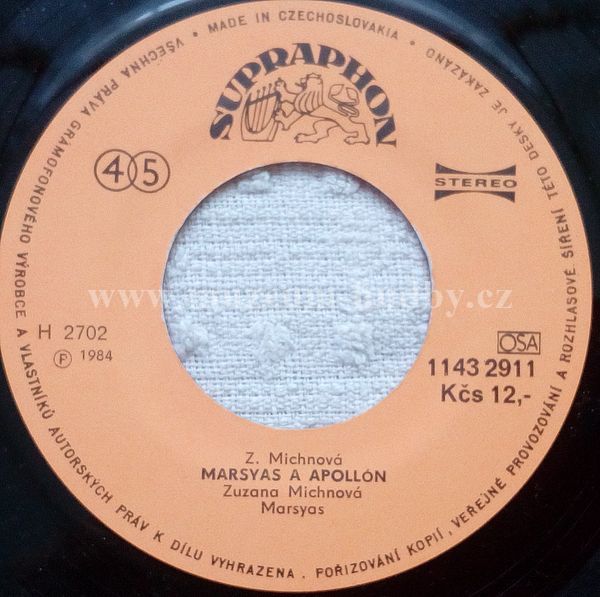 VŠECHNA PRÁVA GRAMOFONOVÉHO VÝROBCE A VLASTNÍKŮ AUTORSKÝCH PRÁV K DÍLU VYHRAZENA. POŘIZOVÁNÍ KOPIÍ, VEŘEJNÉ PROVOZOVÁNÍ A ROZHLASOVÉ ŠÍŘENÍ TÉTO DESKY JE ZAKÁZÁNO
• MADE IN CZECHOSLOVAKIA •
SUPRAPHON
45
STEREO
H 2702
Ⓟ 1984
OSA
1143 2911
Kčs 12,-
Z. Michnová
MARSYAS A APOLLÓN
Zuzana Michnová
Marsyas